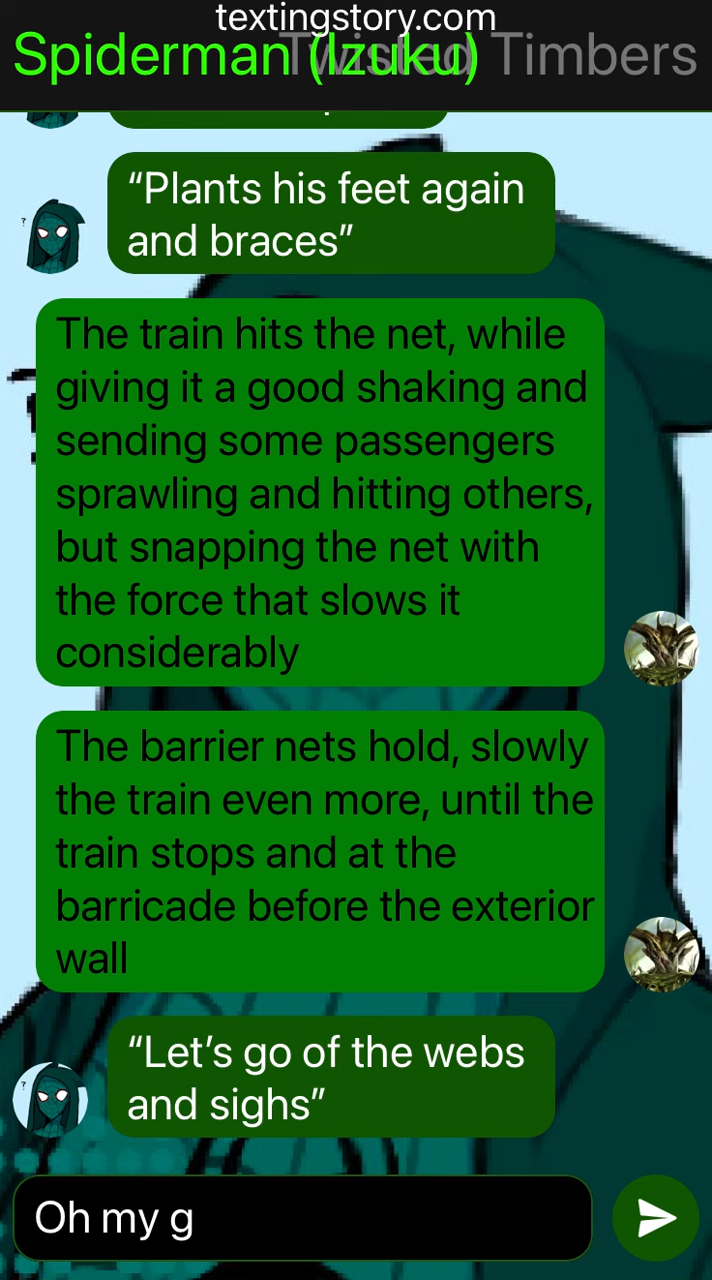 textingstory.com
Spiderman (Izuku)
Twisted Timbers
“Plants his feet again
and braces”
The train hits the net, while
giving it a good shaking and
sending some passengers
sprawling and hitting others,
but snapping the net with
the force that slows it
considerably
The barrier nets hold, slowly
the train even more, until the
train stops and at the
barricade before the exterior
wall
“Let’s go of the webs
and sighs”
Oh my g